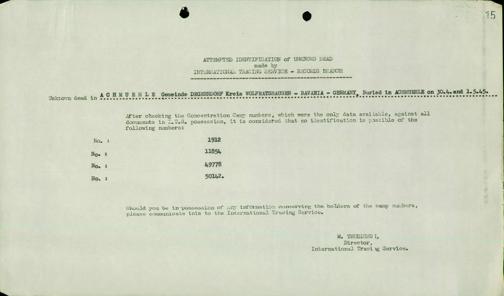 15
ATTEMPTED IDENTIFICATION of UNKNOWN DEAD
made by
INTERNATIONAL TRACING SERVICE - RECORDS BRANCH
Unknown dead in ACHMUEHLE Gemeinde DEGERNDORF Kreis WOLFRATSHAUSEN - BAVARIA - GERMANY, Buried in ACHMUEHLE on 30.4. and 1.5.45.
After checking the Concentration Camp numbers, which were the only data available, against all
documents in I.T.S. possession, it is considered that no identification is possible of the
following numbers:
No. : 1912
No. : 11854
No. : 49778
No. : 50142.
Should you be in possession of any information concerning the holders of the camp numbers,
please communicate this to the International Tracing Service.
M.
Director,
International Tracing Service.